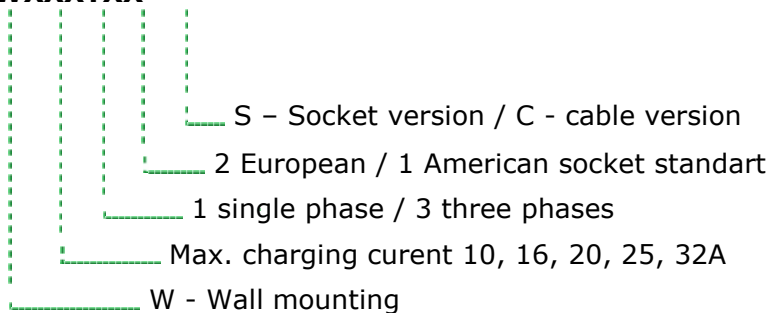 S – Socket version / C - cable version
2 European / 1 American socket standart
1 single phase / 3 three phases
Max. charging curent 10, 16, 20, 25, 32A
W - Wall mounting